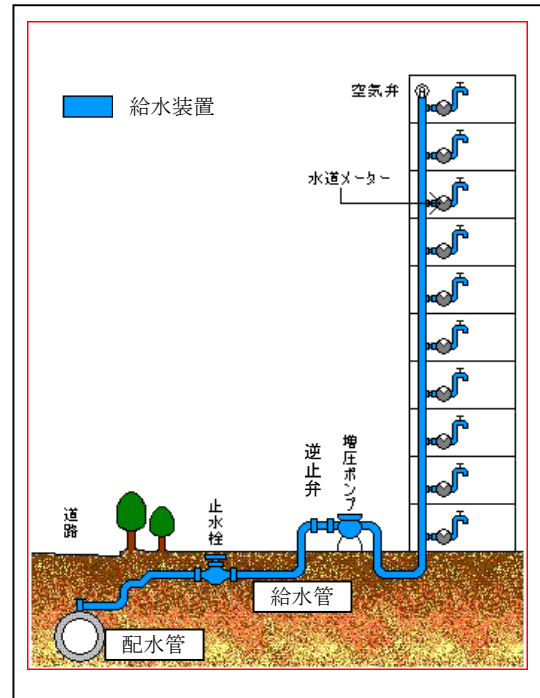 空気弁
給水装置
水道メーター
逆止弁
増圧ポンプ
止水栓
道路
給水管
配水管